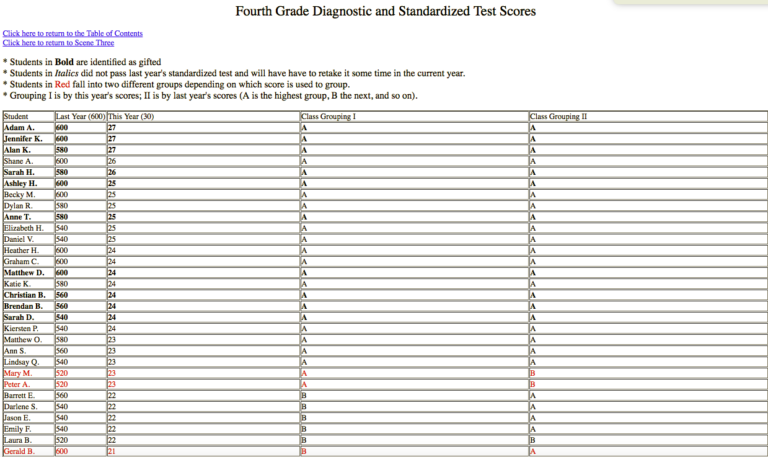 Fourth Grade Diagnostic and Standardized Test Scores
Click here to return to the Table of Contents
Click here to return to Scene Three
* Students in Bold are identified as gifted
* Students in Italics did not pass last year's standardized test and will have have to retake it some time in the current year.
* Students in Red fall into two different groups depending on which score is used to group.
* Grouping I is by this year's scores; II is by last year's scores (A is the highest group, B the next, and so on).
Student Last Year (600) This Year (30) Class Grouping I Class Grouping II
Adam A. 600 27 A A
Jennifer K. 600 27 A A
Alan K. 580 27 A A
Shane A. 600 26 A A
Sarah H. 580 26 A A
Ashley H. 600 25 A A
Becky M. 600 25 A A
Dylan R. 580 25 A A
Anne T. 580 25 A A
Elizabeth H. 540 25 A A
Daniel V. 540 25 A A
Heather H. 600 24 A A
Graham C. 600 24 A A
Matthew D. 600 24 A A
Katie K. 580 24 A A
Christian B. 560 24 A A
Brendan B. 560 24 A A
Sarah D. 540 24 A A
Kiersten P. 540 24 A A
Matthew O. 580 23 A A
Ann S. 560 23 A A
Lindsay Q. 540 23 A A
Mary M. 520 23 A B
Peter A. 520 23 A B
Barrett E. 560 22 B A
Darlene S. 540 22 B A
Jason E. 540 22 B A
Emily F. 540 22 B A
Laura B. 520 22 B B
Gerald B. 600 21 B A